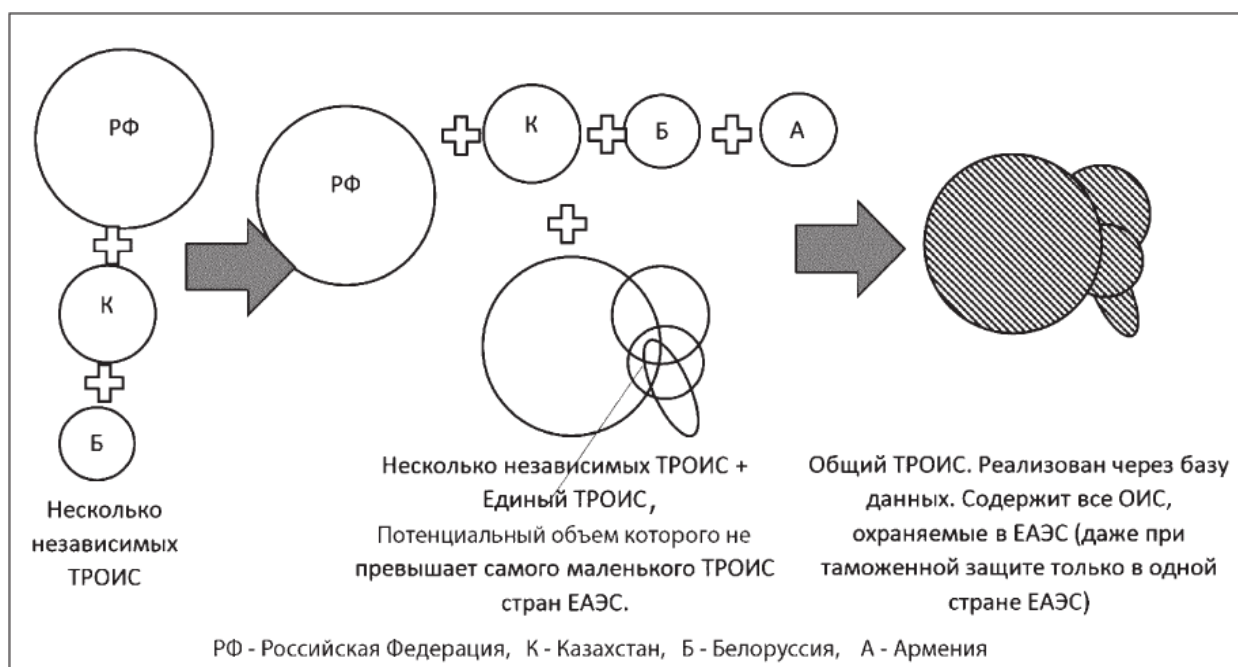 РФ
К
Б
Несколько
независимых
ТРОИС
РФ
К
Б
А
Несколько независимых ТРОИС +
Единый ТРОИС,
Потенциальный объем которого не
превышает самого маленького ТРОИС
стран ЕАЭС.
Общий ТРОИС. Реализован через базу
данных. Содержит все ОИС,
охраняемые в ЕАЭС (даже при
таможенной защите только в одной
стране ЕАЭС)
РФ - Российская Федерация, К - Казахстан, Б - Белоруссия, А - Армения